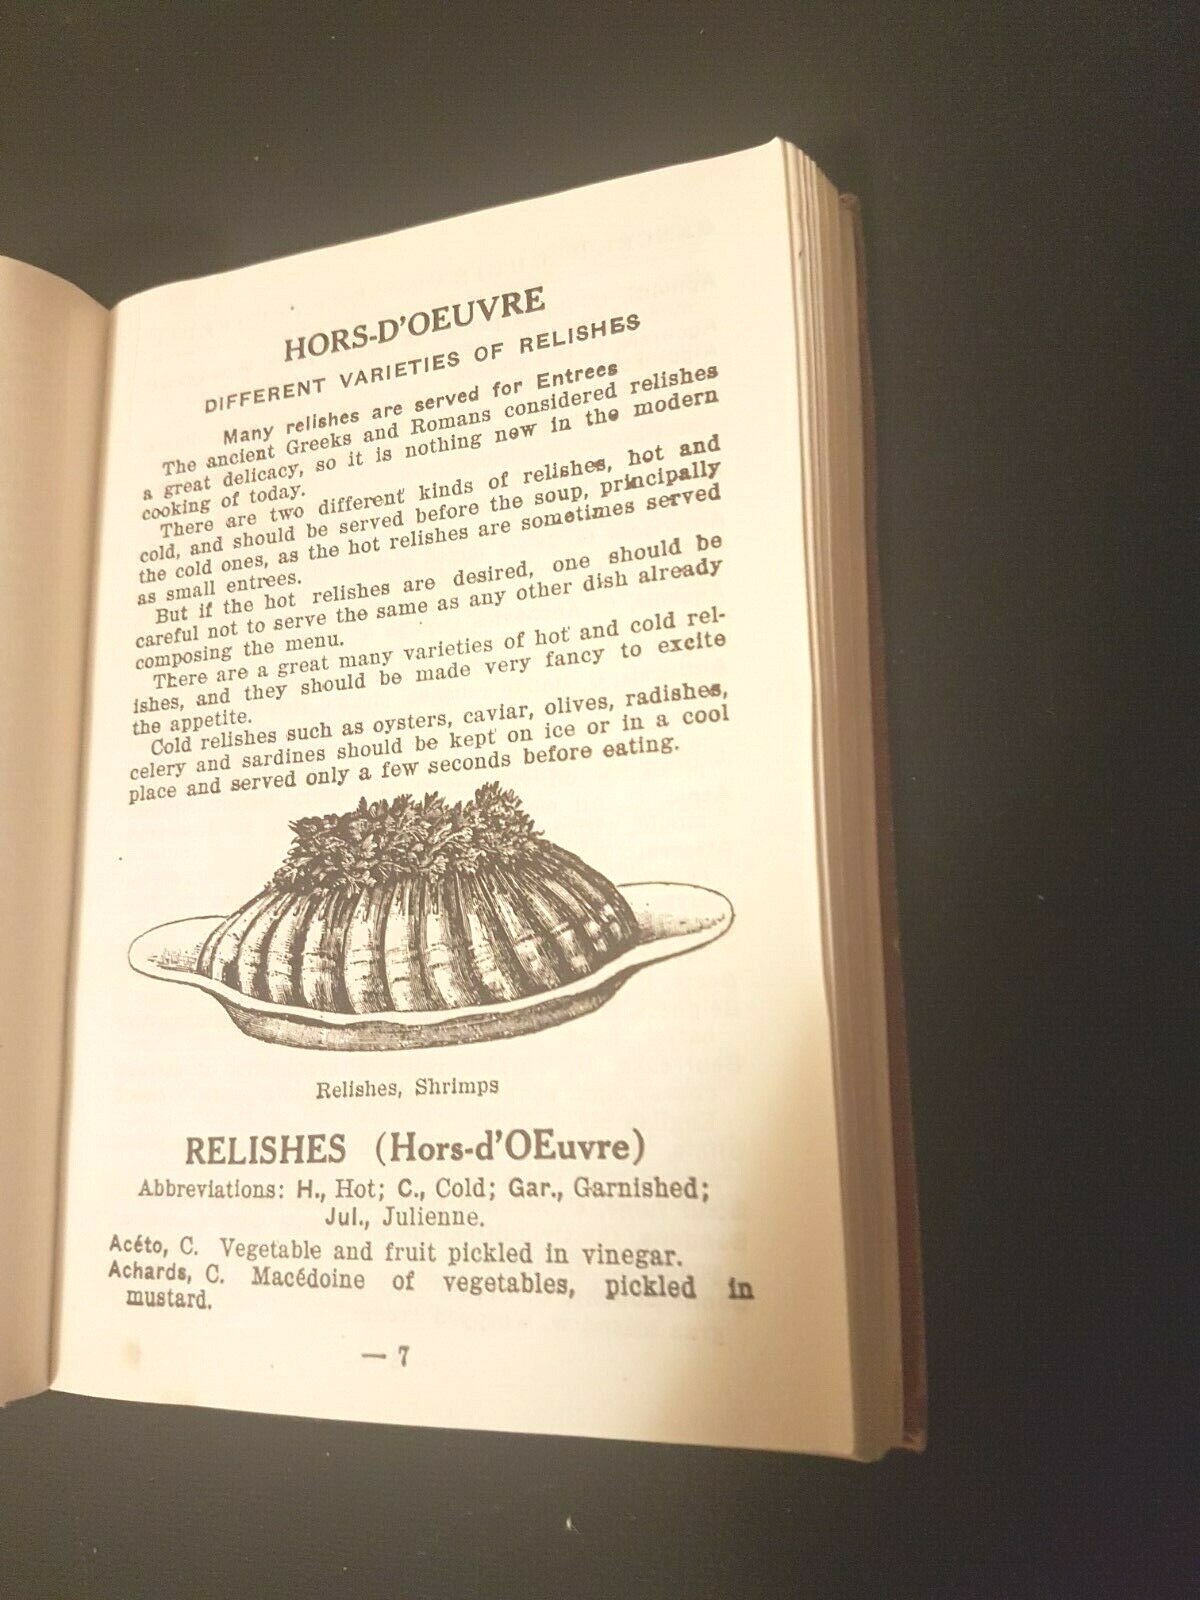 HORS-D'OEUVRE
DIFFERENT VARIETIES OF RELISHES
Many relishes are served for Entrees
The ancient Greeks and Romans considered relishes
a great delicacy, so it is nothing new in the modern
cooking of today.
There are two different kinds of relishes, hot and
cold, and should be served before the soup, principally
the cold ones, as the hot relishes are sometimes served
as small entrees.
But if the hot relishes are desired, one should be
careful not to serve the same as any other dish already
composing the menu.
There are a great many varieties of hot and cold rel-
ishes, and they should be made very fancy to excite
the appetite.
Cold relishes such as oysters, caviar, olives, radishes,
celery and sardines should be kept on ice or in a cool
place and served only a few seconds before eating.
Relishes, Shrimps
RELISHES (Hors-d'OEuvre)
Abbreviations: H., Hot; C., Cold; Gar., Garnished;
Jul., Julienne.
Acéto, C. Vegetable and fruit pickled in vinegar.
Achards, C. Macédoine of vegetables, pickled in
mustard.
— 7